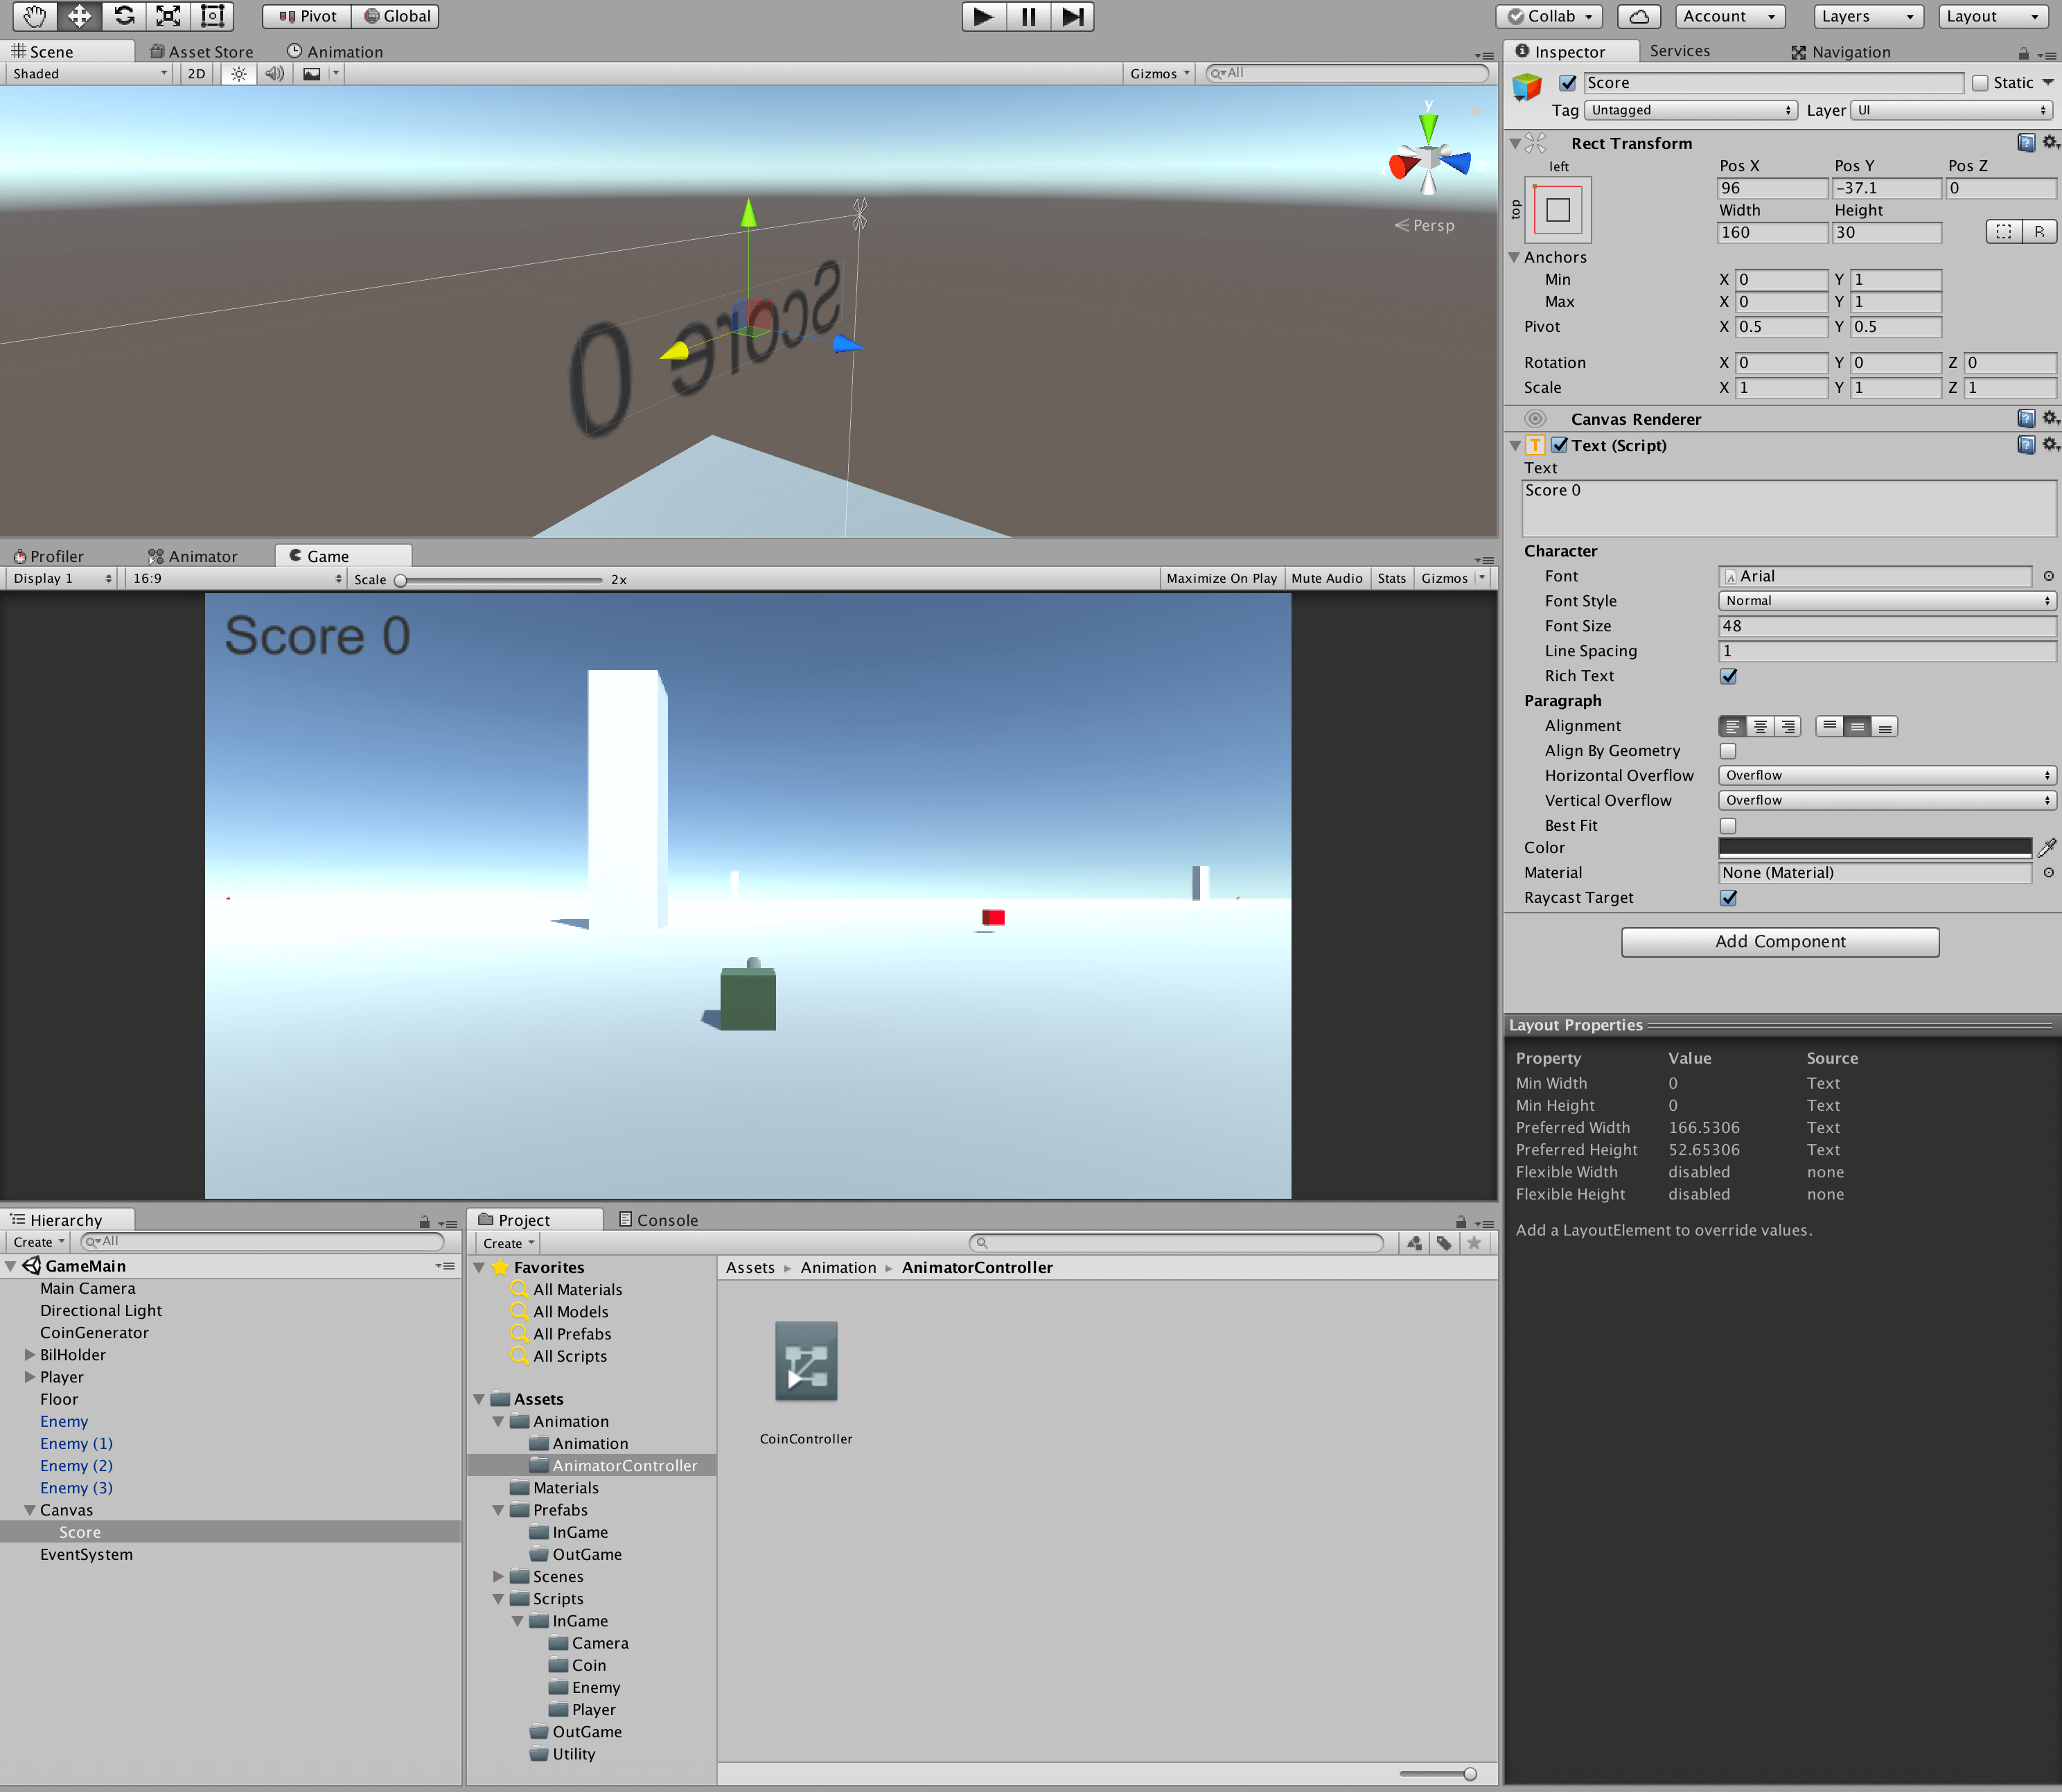 Pivot Global Collab Account Layers Layout
Scene Asset Store Animation
Shaded 2D Gizmos All
y
x
Persp
Score 0
Profiler Animator Game
Display 1 16:9 Scale 2x Maximize On Play Mute Audio Stats Gizmos
Score 0
Hierarchy
Create All
GameMain
Main Camera
Directional Light
CoinGenerator
BilHolder
Player
Floor
Enemy
Enemy (1)
Enemy (2)
Enemy (3)
Canvas
Score
EventSystem
Project Console
Create
Favorites
All Materials
All Models
All Prefabs
All Scripts
Assets
Animation
Animation
AnimatorController
Materials
Prefabs
InGame
OutGame
Scenes
Scripts
InGame
Camera
Coin
Enemy
Player
OutGame
Utility
Assets Animation AnimatorController
CoinController
Inspector Services Navigation
Score Static
Tag Untagged Layer UI
Rect Transform
left Pos X Pos Y Pos Z
top 96 -37.1 0
Width Height
160 30 R
Anchors
Min X 0 Y 1
Max X 0 Y 1
Pivot X 0.5 Y 0.5
Rotation X 0 Y 0 Z 0
Scale X 1 Y 1 Z 1
Canvas Renderer
T Text (Script)
Text
Score 0
Character
Font Arial
Font Style Normal
Font Size 48
Line Spacing 1
Rich Text
Paragraph
Alignment
Align By Geometry
Horizontal Overflow Overflow
Vertical Overflow Overflow
Best Fit
Color
Material None (Material)
Raycast Target
Add Component
Layout Properties
Property Value Source
Min Width 0 Text
Min Height 0 Text
Preferred Width 166.5306 Text
Preferred Height 52.65306 Text
Flexible Width disabled none
Flexible Height disabled none
Add a LayoutElement to override values.